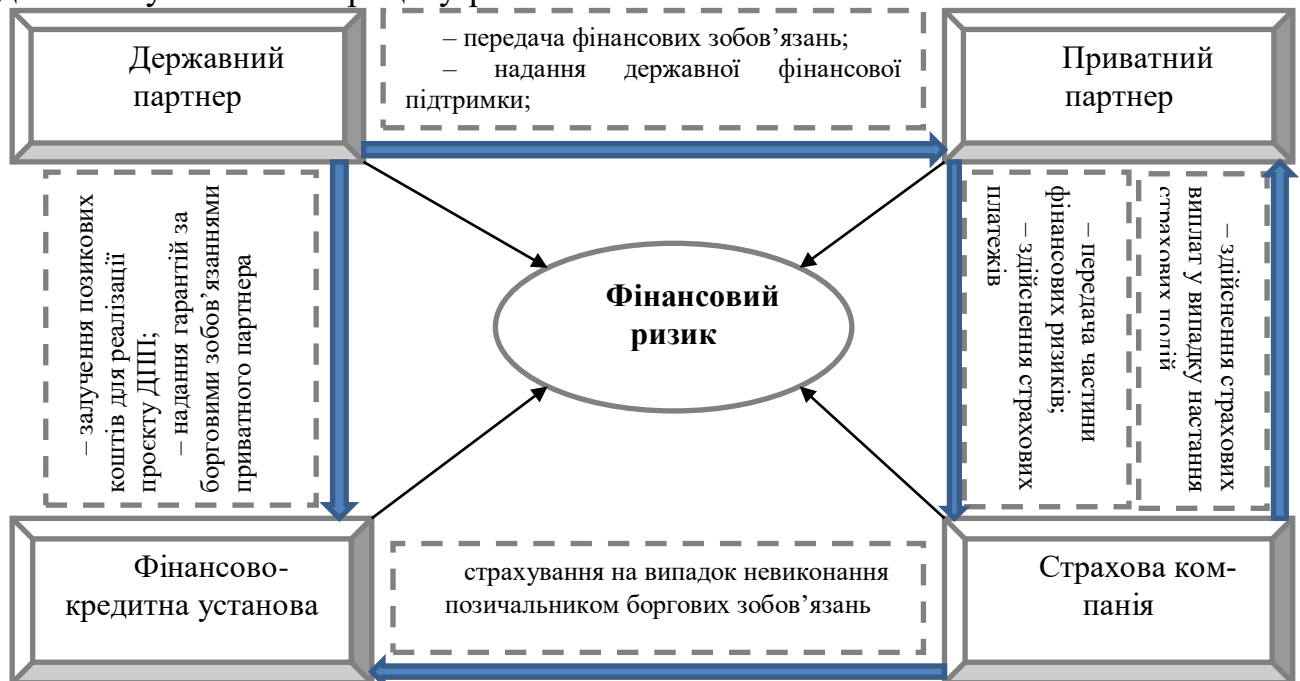 Державний
партнер
– передача фінансових зобов’язань;
– надання державної фінансової
підтримки;
Приватний
партнер
– залучення позикових
коштів для реалізації
проєкту ДПП;
– надання гарантій за
борговими зобов’язаннями
приватного партнера
Фінансовий
ризик
– передача частини
фінансових ризиків;
– здійснення страхових
платежів
– здійснення страхових
виплат у випадку настання
страхових подій
Фінансово-
кредитна установа
страхування на випадок невиконання
позичальником боргових зобов’язань
Страхова ком-
панія